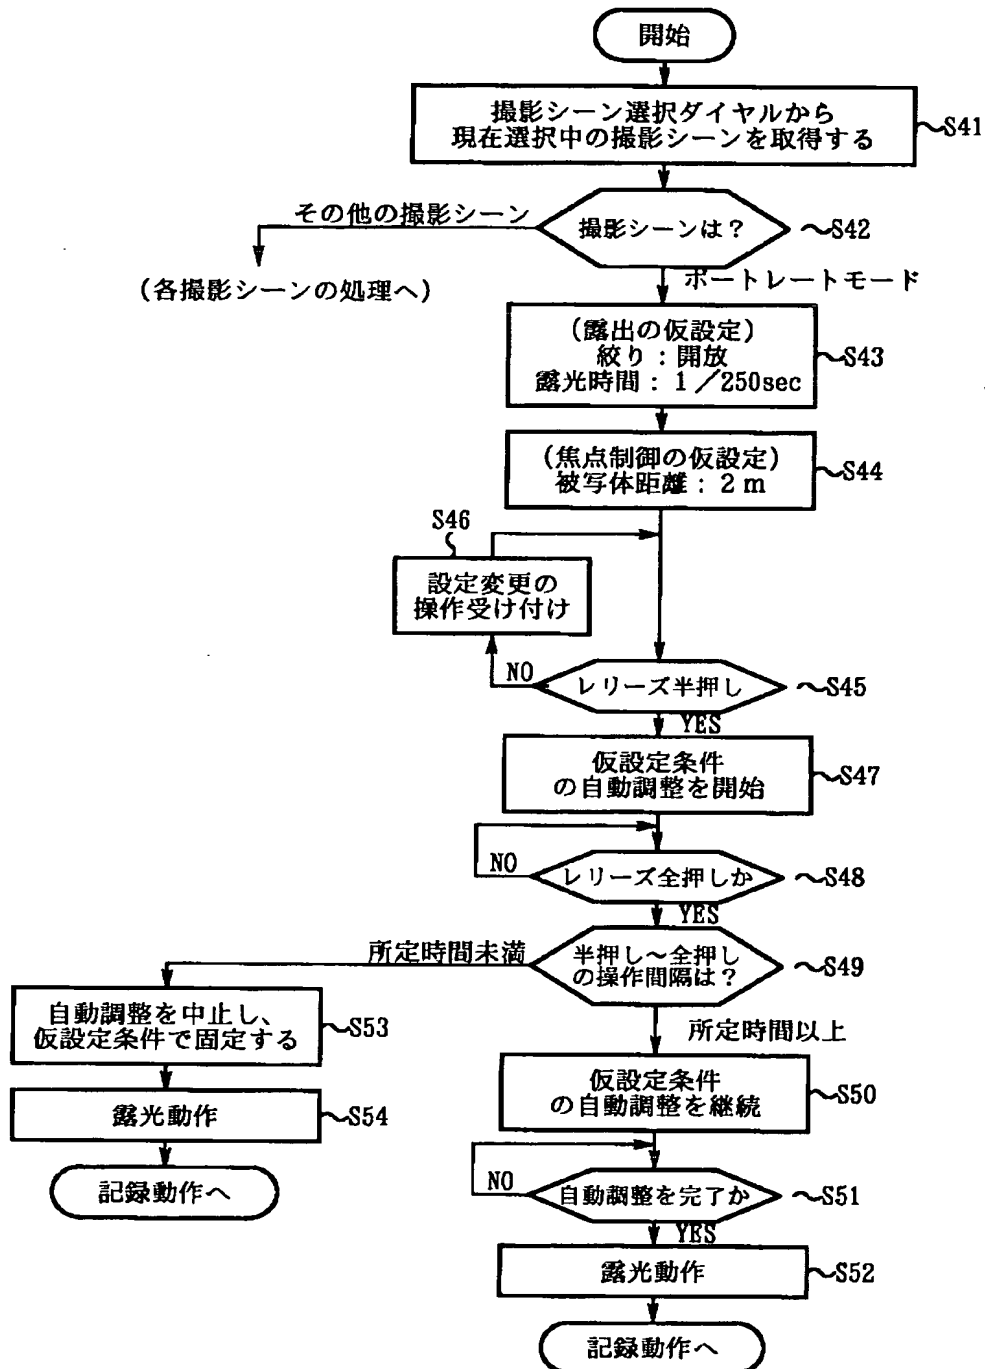 開始
撮影シーン選択ダイヤルから
現在選択中の撮影シーンを取得する
S41
その他の撮影シーン
撮影シーンは？
S42
(各撮影シーンの処理へ)
ポートレートモード
(露出の仮設定)
絞り：開放
露光時間：1／250sec
S43
(焦点制御の仮設定)
被写体距離：2m
S44
S46
設定変更の
操作受け付け
NO
レリーズ半押し
S45
YES
仮設定条件
の自動調整を開始
S47
NO
レリーズ全押しか
S48
YES
所定時間未満
半押し～全押し
の操作間隔は？
S49
自動調整を中止し、
仮設定条件で固定する
S53
所定時間以上
仮設定条件
の自動調整を継続
S50
露光動作
S54
記録動作へ
NO
自動調整を完了か
S51
YES
露光動作
S52
記録動作へ